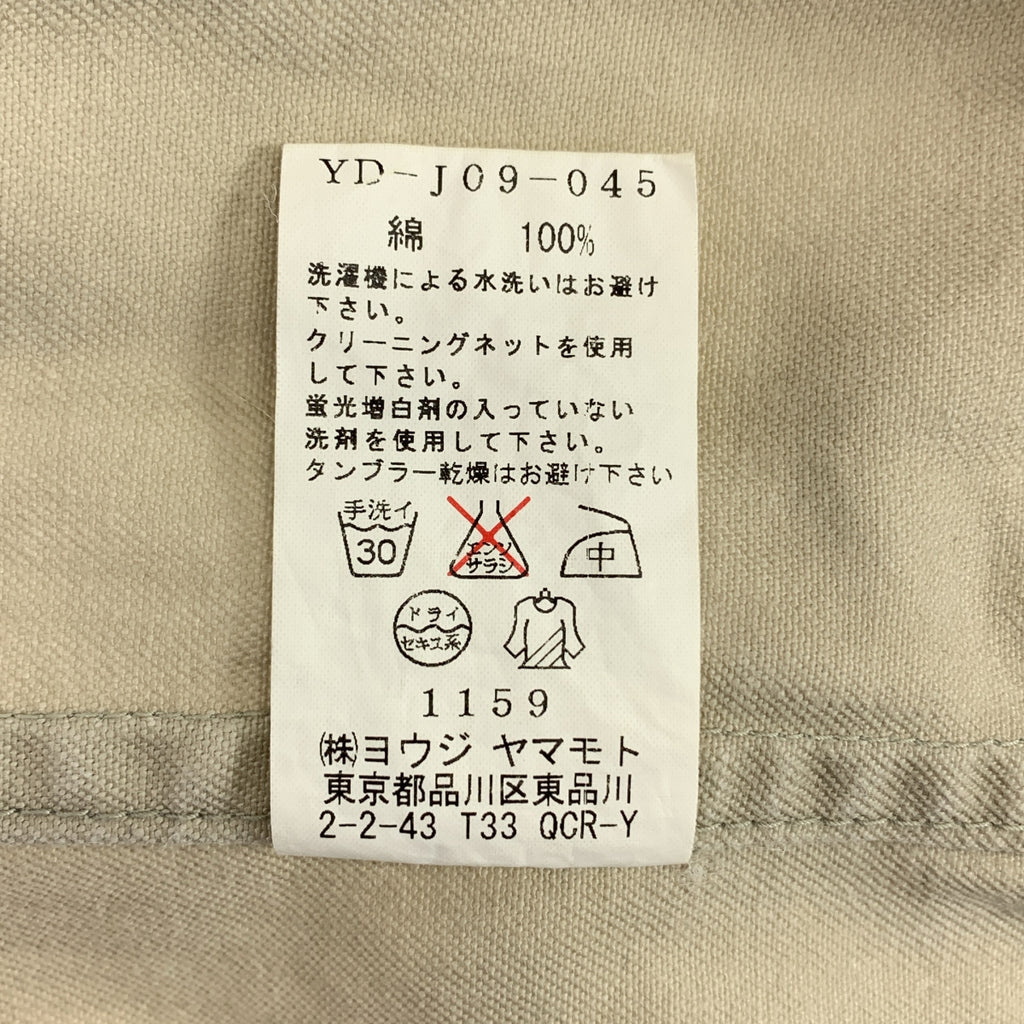 YD-J09-045
綿 100%
洗濯機による水洗いはお避け
下さい。
クリーニングネットを使用
して下さい。
蛍光増白剤の入っていない
洗剤を使用して下さい。
タンブラー乾燥はお避け下さい
手洗イ
30
エンソ
サラシ
中
ドライ
セキユ系
1159
㈱ヨウジ ヤマモト
東京都品川区東品川
2-2-43 T33 QCR-Y